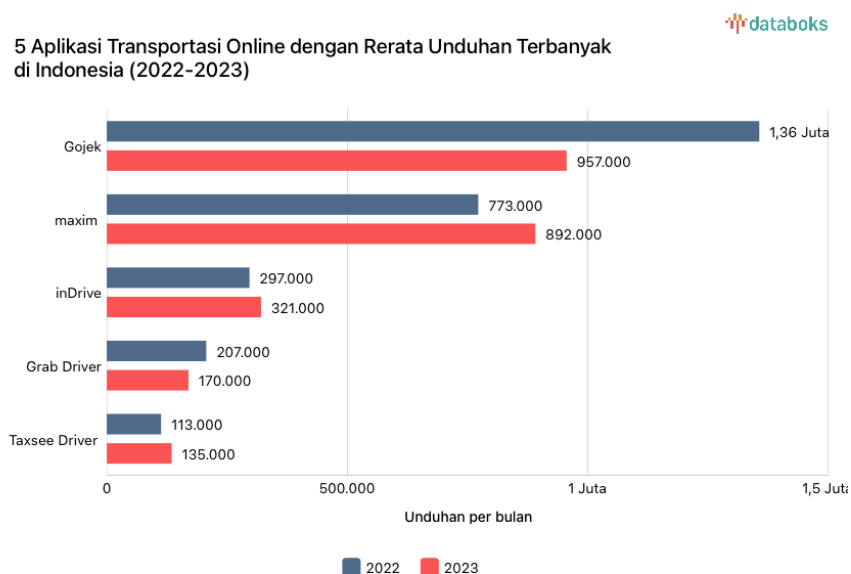 databoks
5 Aplikasi Transportasi Online dengan Rerata Unduhan Terbanyak
di Indonesia (2022-2023)
Gojek
1,36 Juta
957.000
maxim
773.000
892.000
inDrive
297.000
321.000
Grab Driver
207.000
170.000
Taxsee Driver
113.000
135.000
0
500.000
1 Juta
1,5 Juta
Unduhan per bulan
2022
2023